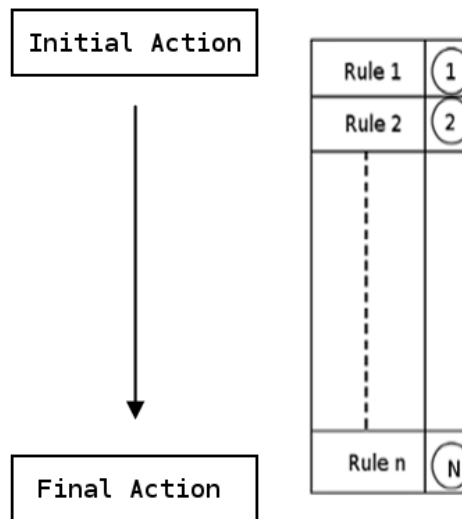 Initial Action
Rule 1 1
Rule 2 2
Rule n N
Final Action